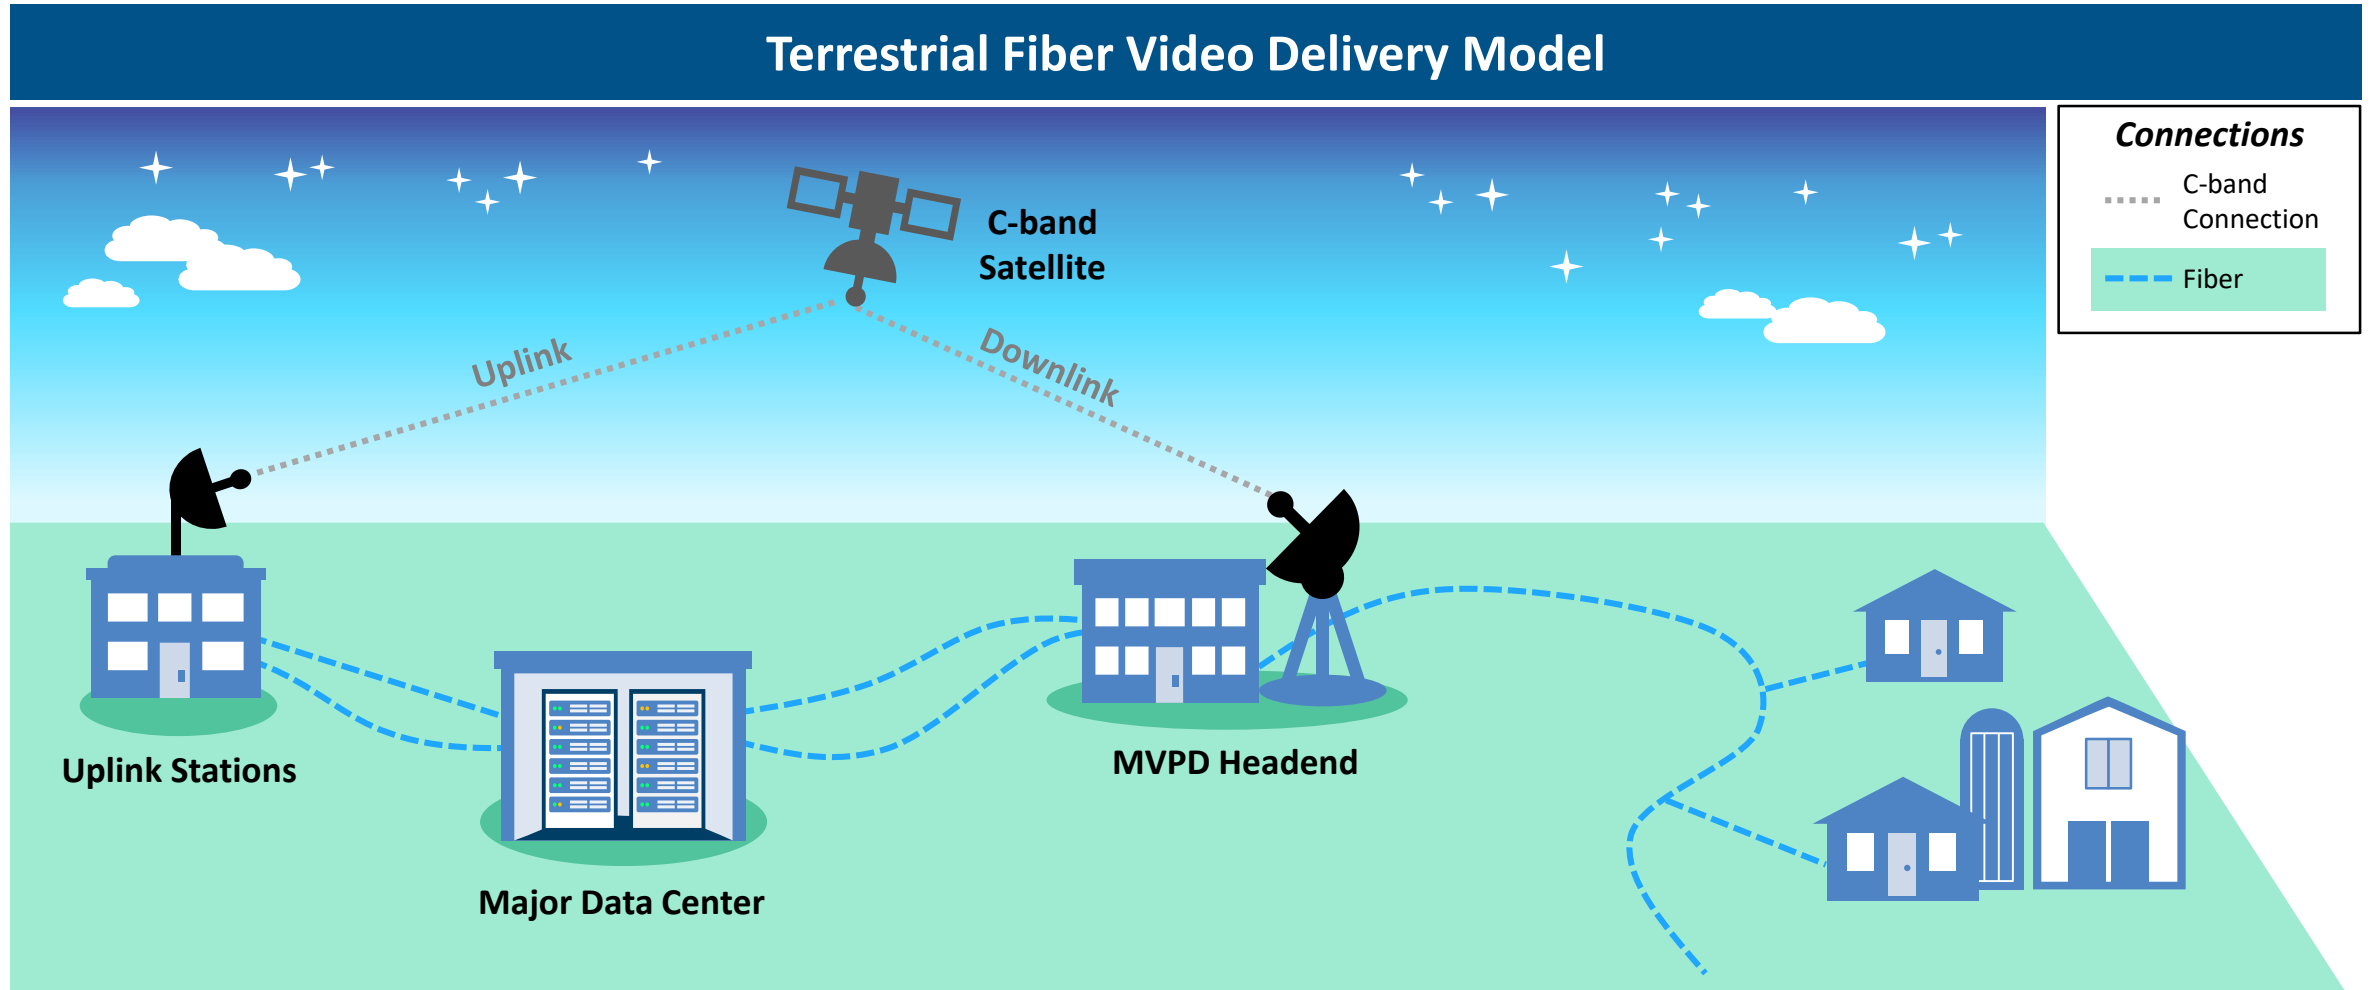 Terrestrial Fiber Video Delivery Model
Connections
C-band
Connection
Fiber
C-band
Satellite
Uplink
Downlink
Uplink Stations
MVPD Headend
Major Data Center